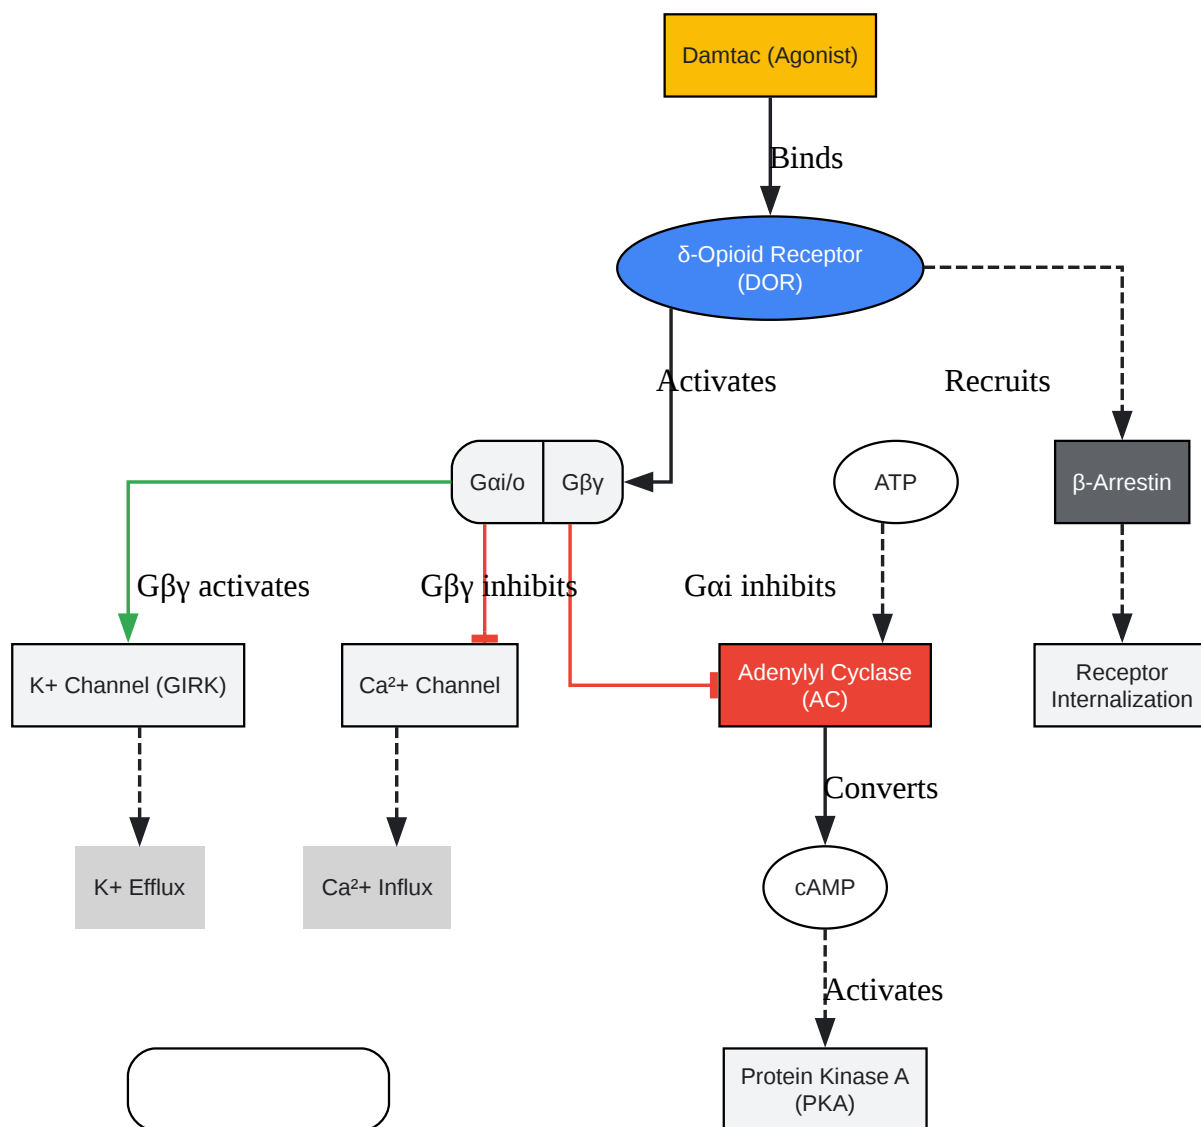 Damtac (Agonist)
Binds
δ-Opioid Receptor
(DOR)
Activates
Recruits
Gαi/o
Gβγ
ATP
β-Arrestin
Gβγ activates
Gβγ inhibits
Gαi inhibits
K+ Channel (GIRK)
Ca²+ Channel
Adenylyl Cyclase
(AC)
Receptor
Internalization
Converts
K+ Efflux
Ca²+ Influx
cAMP
Activates
Protein Kinase A
(PKA)